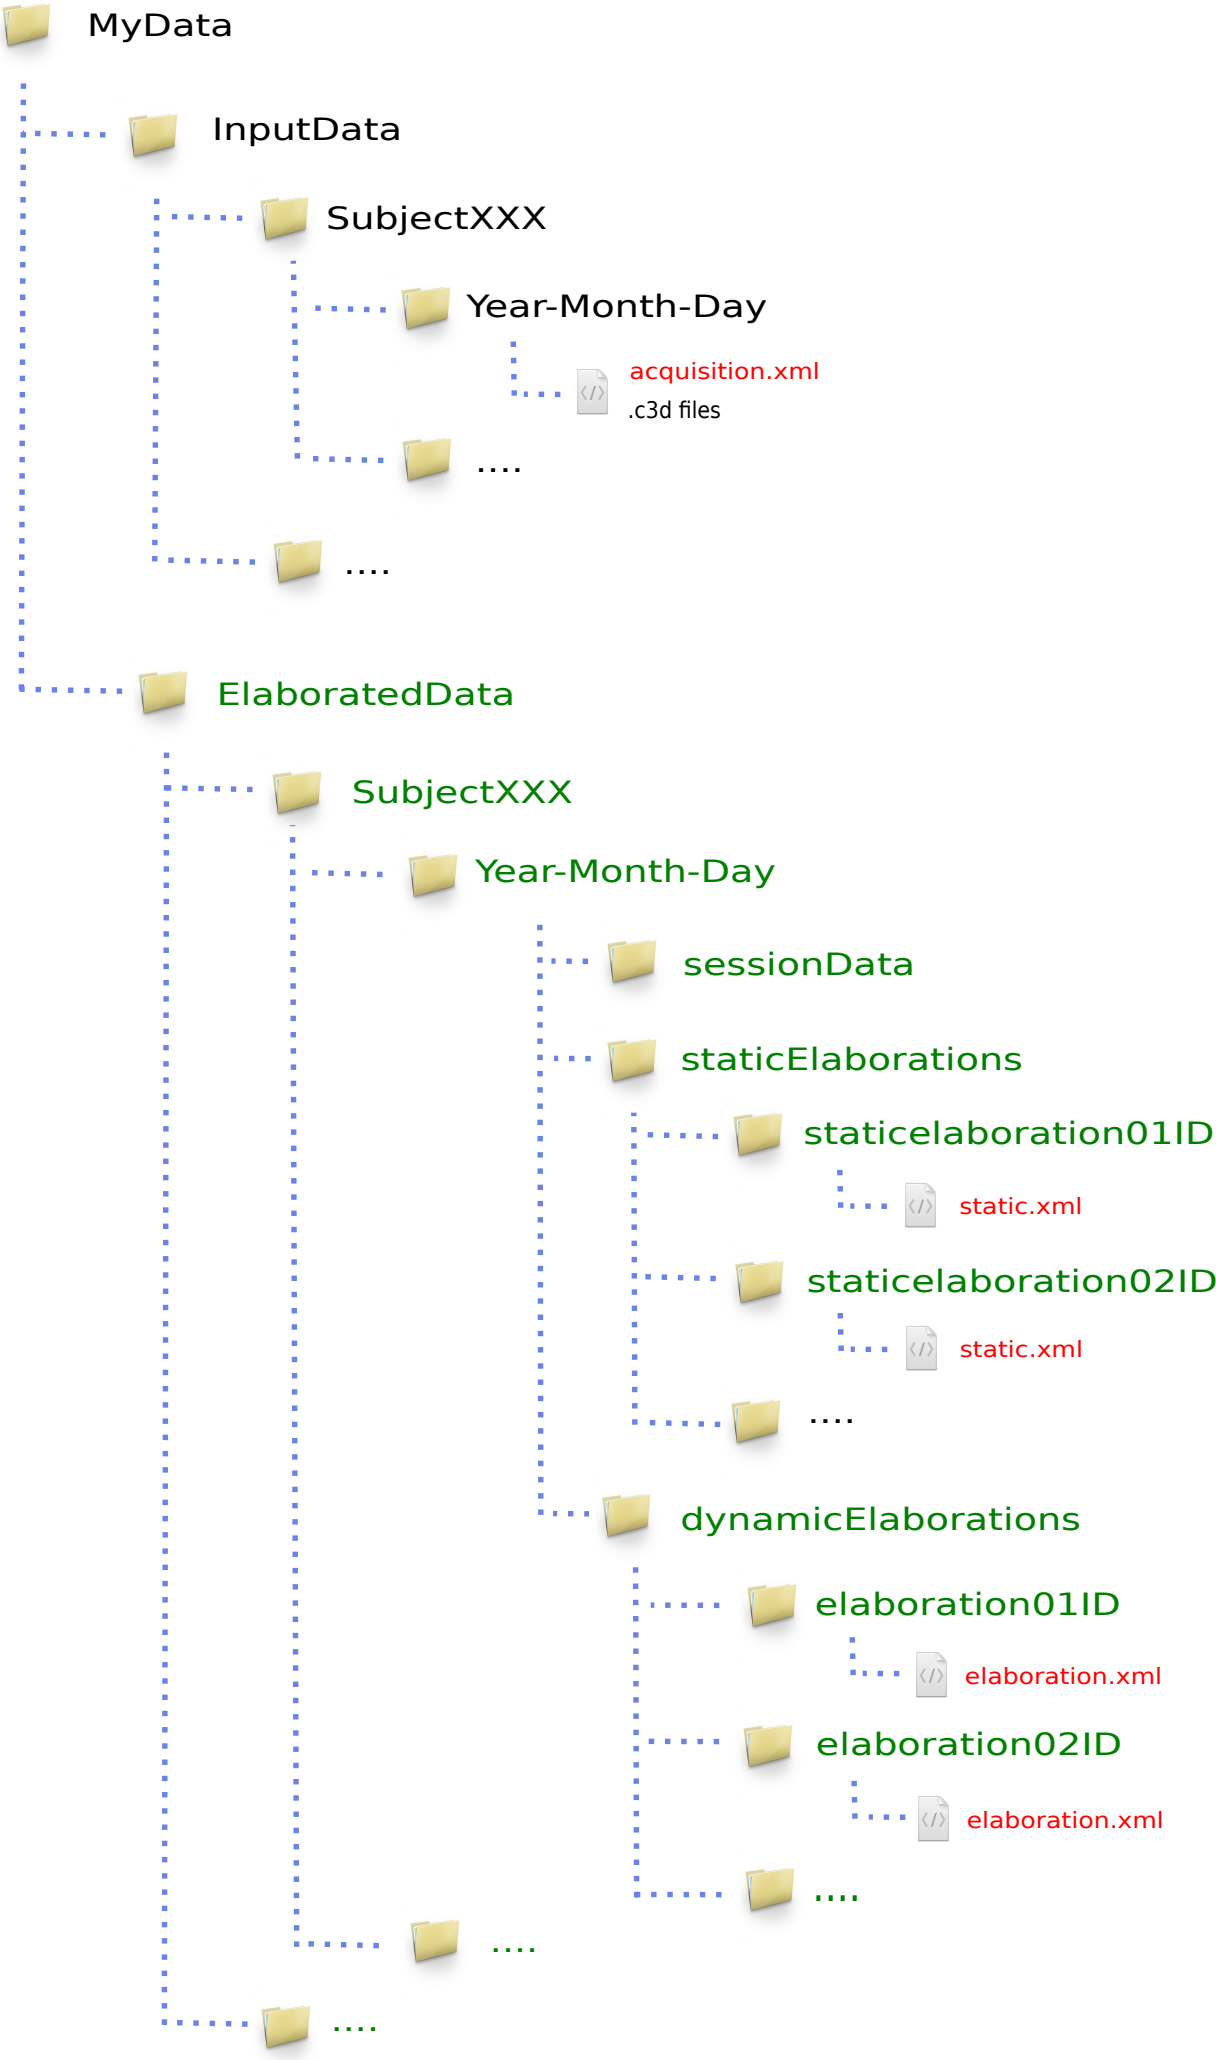 MyData
InputData
SubjectXXX
Year-Month-Day
acquisition.xml
.c3d files
....
....
ElaboratedData
SubjectXXX
Year-Month-Day
sessionData
staticElaborations
staticelaboration01ID
static.xml
staticelaboration02ID
static.xml
....
dynamicElaborations
elaboration01ID
elaboration.xml
elaboration02ID
elaboration.xml
....
....
....